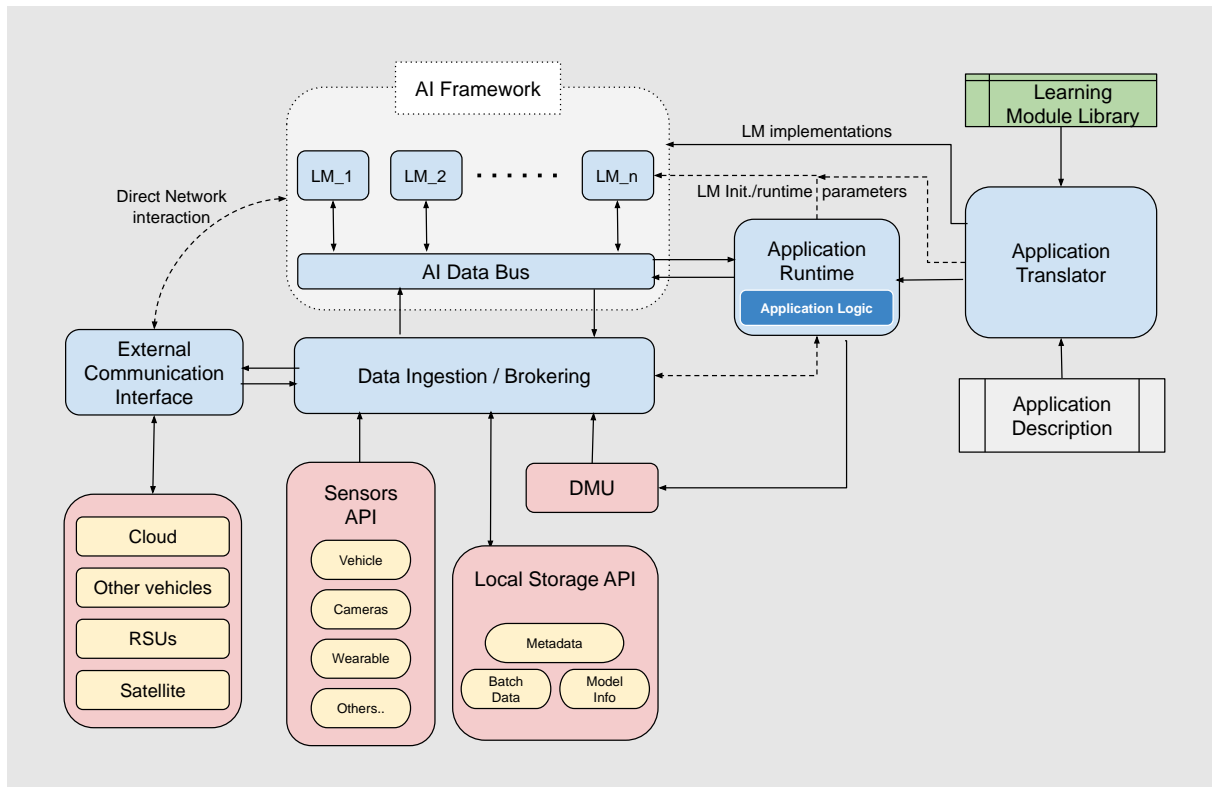 AI Framework
Learning
Module Library
LM implementations
LM_1
LM_2
......
LM_n
LM Init./runtime parameters
Direct Network
interaction
Application
Runtime
Application Logic
Application
Translator
AI Data Bus
External
Communication
Interface
Data Ingestion / Brokering
Application
Description
Sensors
API
DMU
Cloud
Other vehicles
RSUs
Satellite
Vehicle
Cameras
Wearable
Others..
Local Storage API
Metadata
Batch
Data
Model
Info